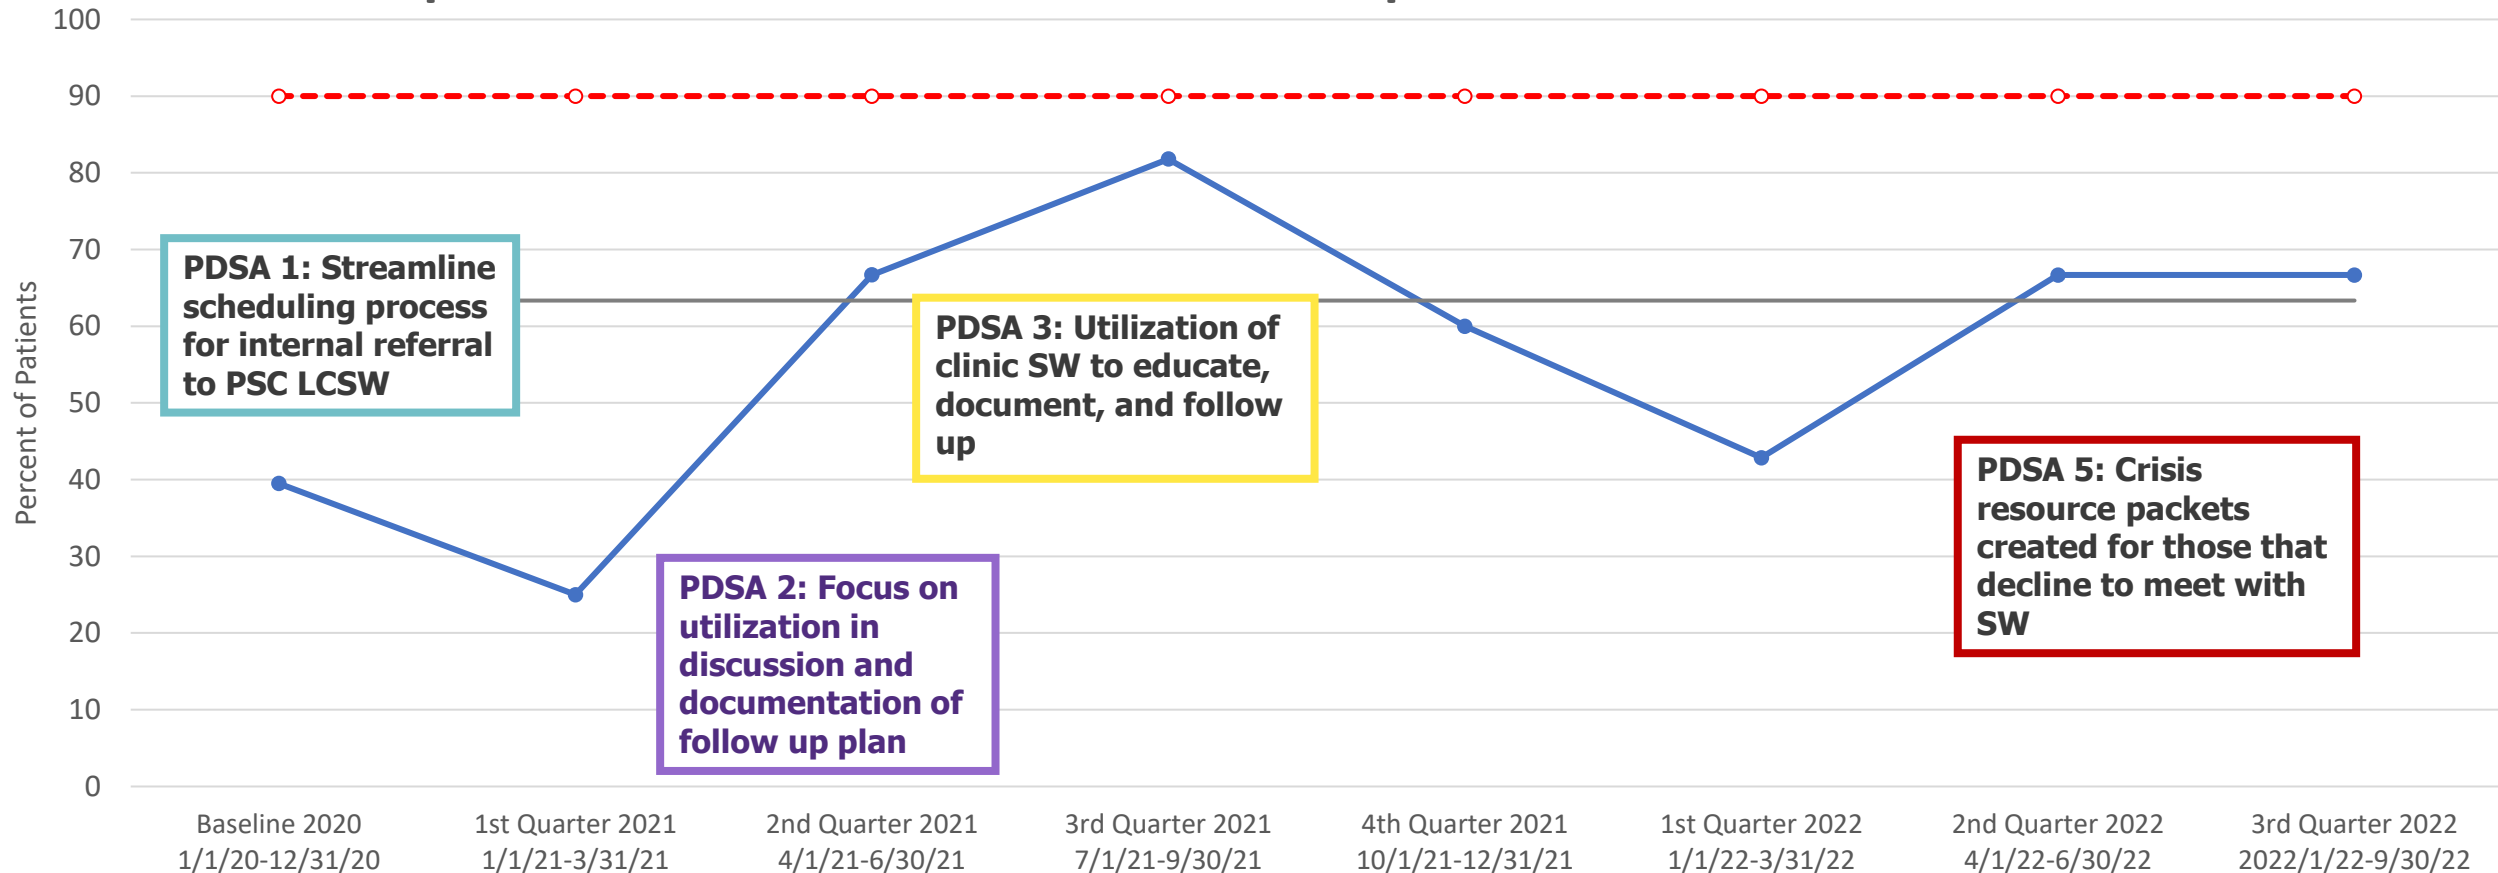 100
90
80
70
60
50
40
30
20
10
0
Percent of Patients
PDSA 1: Streamline
scheduling process
for internal referral
to PSC LCSW
PDSA 2: Focus on
utilization in
discussion and
documentation of
follow up plan
PDSA 3: Utilization of
clinic SW to educate,
document, and follow
up
PDSA 5: Crisis
resource packets
created for those that
decline to meet with
SW
Baseline 2020
1/1/20-12/31/20
1st Quarter 2021
1/1/21-3/31/21
2nd Quarter 2021
4/1/21-6/30/21
3rd Quarter 2021
7/1/21-9/30/21
4th Quarter 2021
10/1/21-12/31/21
1st Quarter 2022
1/1/22-3/31/22
2nd Quarter 2022
4/1/22-6/30/22
3rd Quarter 2022
2022/1/22-9/30/22